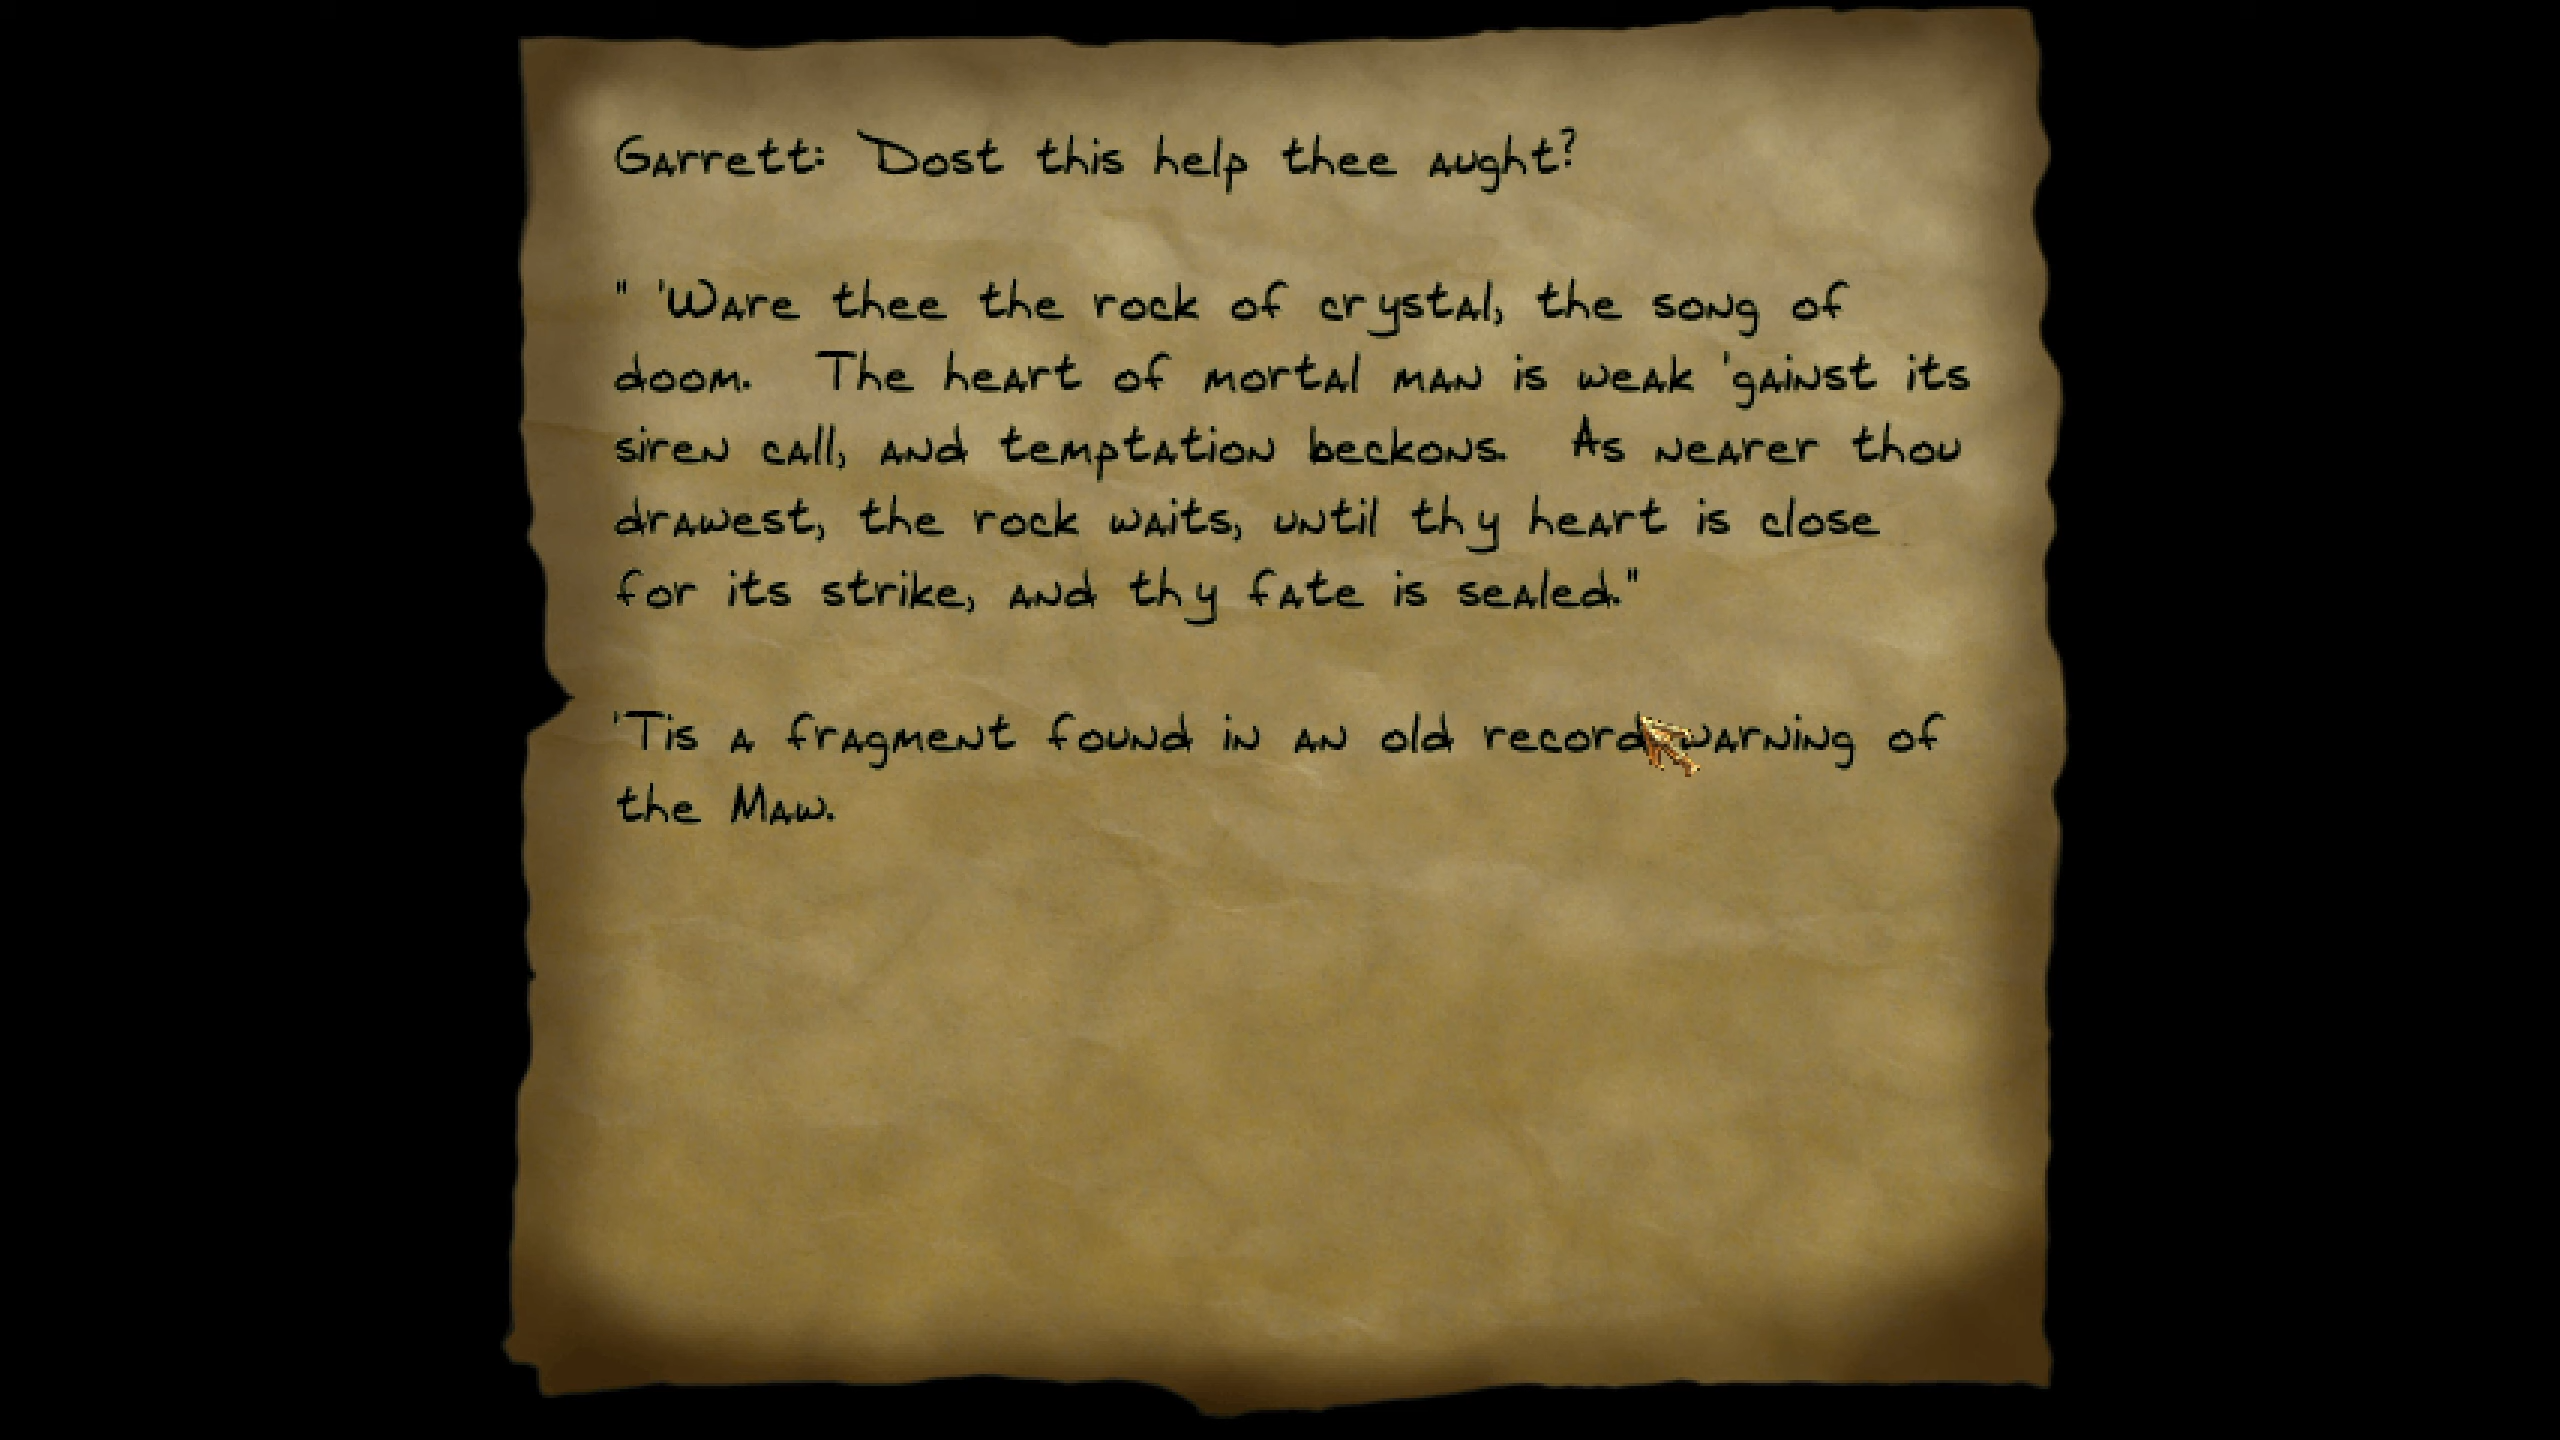 Garrett: Dost this help thee aught?
" 'Ware thee the rock of crystal, the song of
doom. The heart of mortal man is weak 'gainst its
siren call, and temptation beckons. As nearer thou
drawest, the rock waits, until thy heart is close
for its strike, and thy fate is sealed."
'Tis a fragment found in an old record warning of
the Maw.